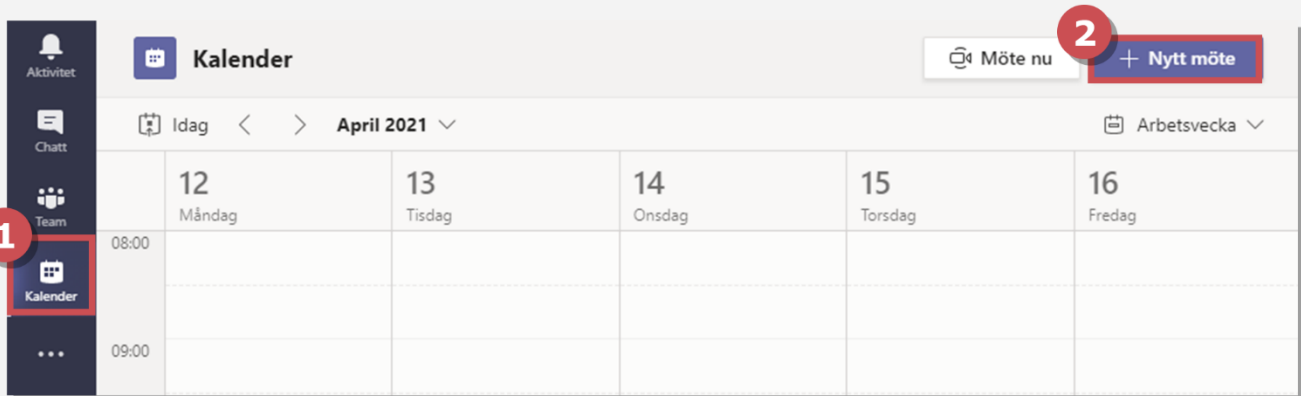 2
Aktivitet
Kalender
Möte nu
+ Nytt möte
Chatt
Idag < > April 2021
Arbetsvecka
Team
12 13 14 15 16
Måndag Tisdag Onsdag Torsdag Fredag
1
08:00
Kalender
09:00
...